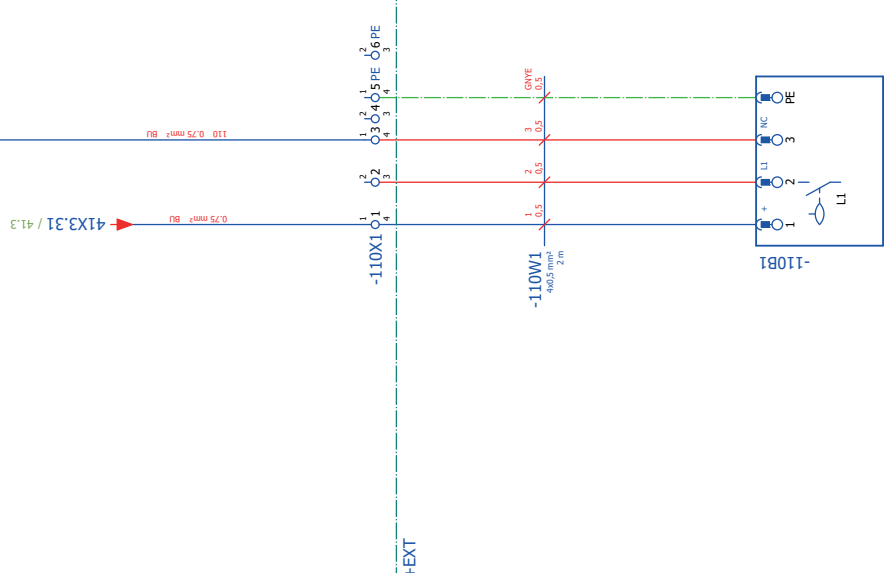 2 6 PE 3
1 5 PE 4
2 4 3
1 3 4
2 2 3
1 1 4
-110X1
110 0.75 mm² BU
0.75 mm² BU
41X3.31 / 41.3
GNYE 0,5
3 0,5
2 0,5
1 0,5
-110W1
4x0,5 mm²
2 m
PE
NC
3
L1
2
+
1
L1
-110B1
+EXT